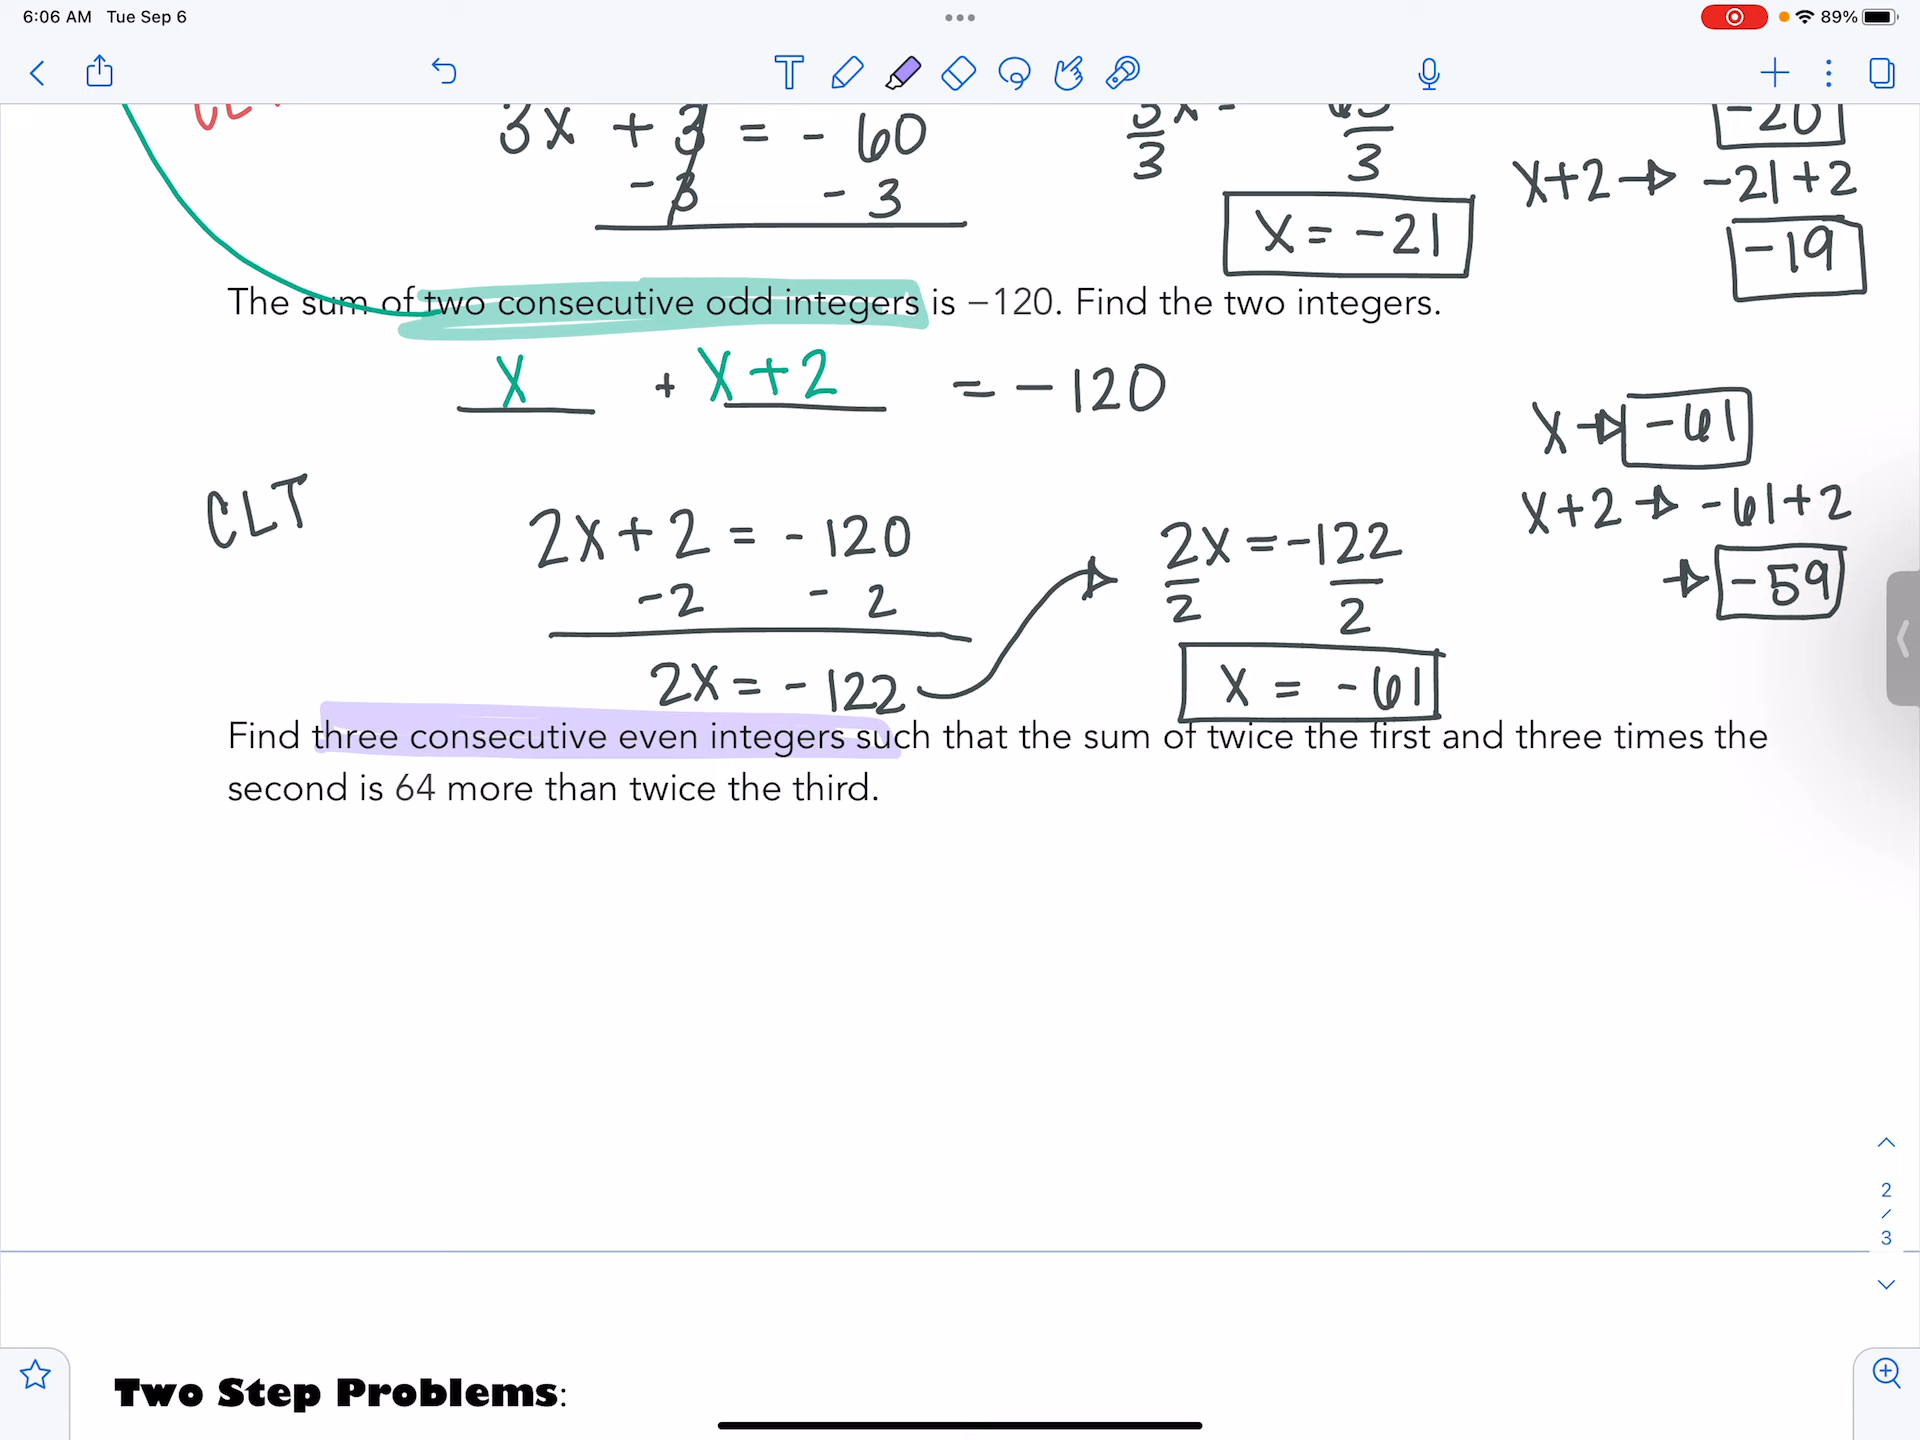 6:06 AM Tue Sep 6
89%
3x + 3 = - 60
- 3 - 3
3
3
x = -21
-20
x+2 → -21+2
-19
The sum of two consecutive odd integers is −120. Find the two integers.
x + x+2 = - 120
CLT
2x + 2 = - 120
-2 - 2
2x = - 122
2x = -122
2 2
x = - 61
x → -61
x+2 → -61+2
→ -59
Find three consecutive even integers such that the sum of twice the first and three times the
second is 64 more than twice the third.
2
/
3
Two Step Problems: